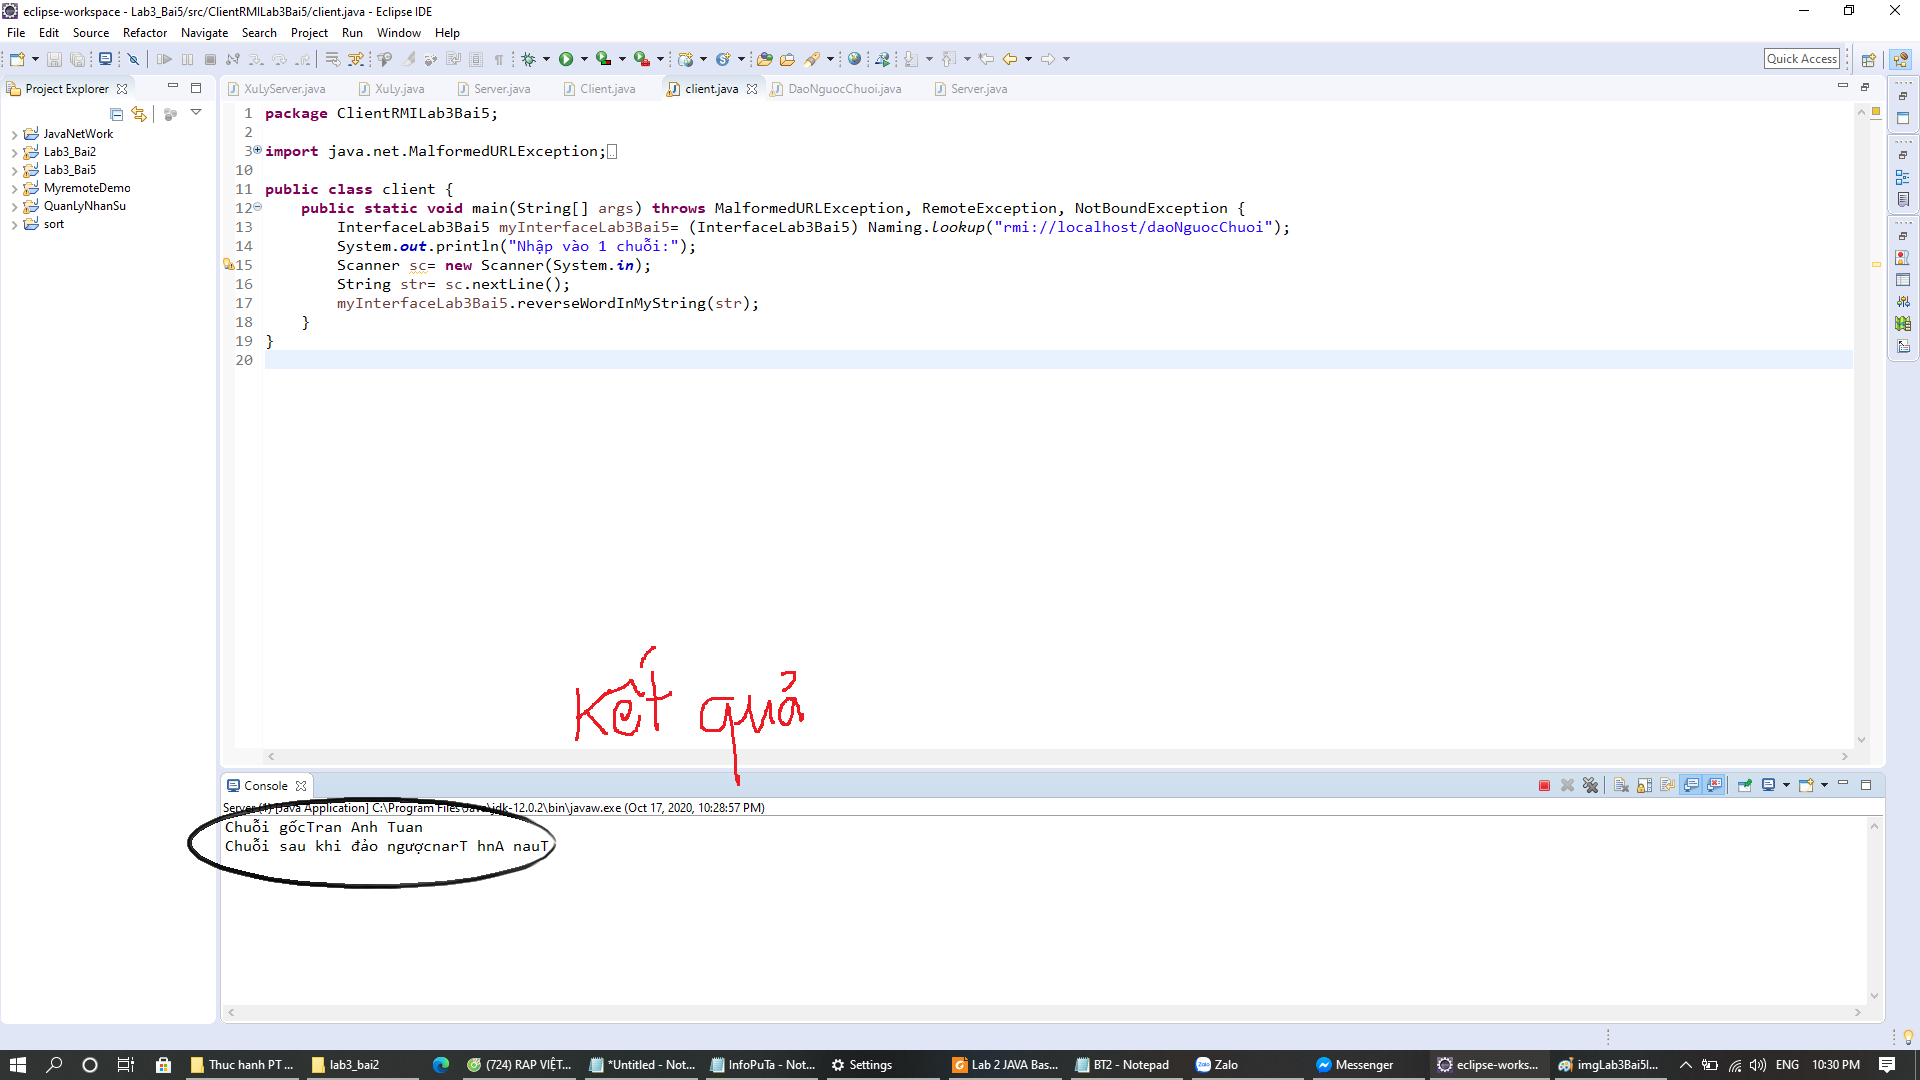 eclipse-workspace - Lab3_Bai5/src/ClientRMILab3Bai5/client.java - Eclipse IDE
File Edit Source Refactor Navigate Search Project Run Window Help
Quick Access
Project Explorer
JavaNetWork
Lab3_Bai2
Lab3_Bai5
MyremoteDemo
QuanLyNhanSu
sort
XuLyServer.java XuLy.java Server.java Client.java client.java DaoNguocChuoi.java Server.java
1 package ClientRMILab3Bai5;
2
3 import java.net.MalformedURLException;
10
11 public class client {
12 public static void main(String[] args) throws MalformedURLException, RemoteException, NotBoundException {
13 InterfaceLab3Bai5 myInterfaceLab3Bai5= (InterfaceLab3Bai5) Naming.lookup("rmi://localhost/daoNguocChuoi");
14 System.out.println("Nhập vào 1 chuỗi:");
15 Scanner sc= new Scanner(System.in);
16 String str= sc.nextLine();
17 myInterfaceLab3Bai5.reverseWordInMyString(str);
18 }
19 }
20
Kết quả
Console
Server (1) [Java Application] C:\Program Files\Java\jdk-12.0.2\bin\javaw.exe (Oct 17, 2020, 10:28:57 PM)
Chuỗi gốcTran Anh Tuan
Chuỗi sau khi đảo ngượcnarT hnA nauT
Thuc hanh PT ... lab3_bai2 (724) RAP VIỆT... *Untitled - Not... InfoPuTa - Not... Settings Lab 2 JAVA Bas... BT2 - Notepad Zalo Messenger eclipse-works... imgLab3Bai5l... ENG 10:30 PM